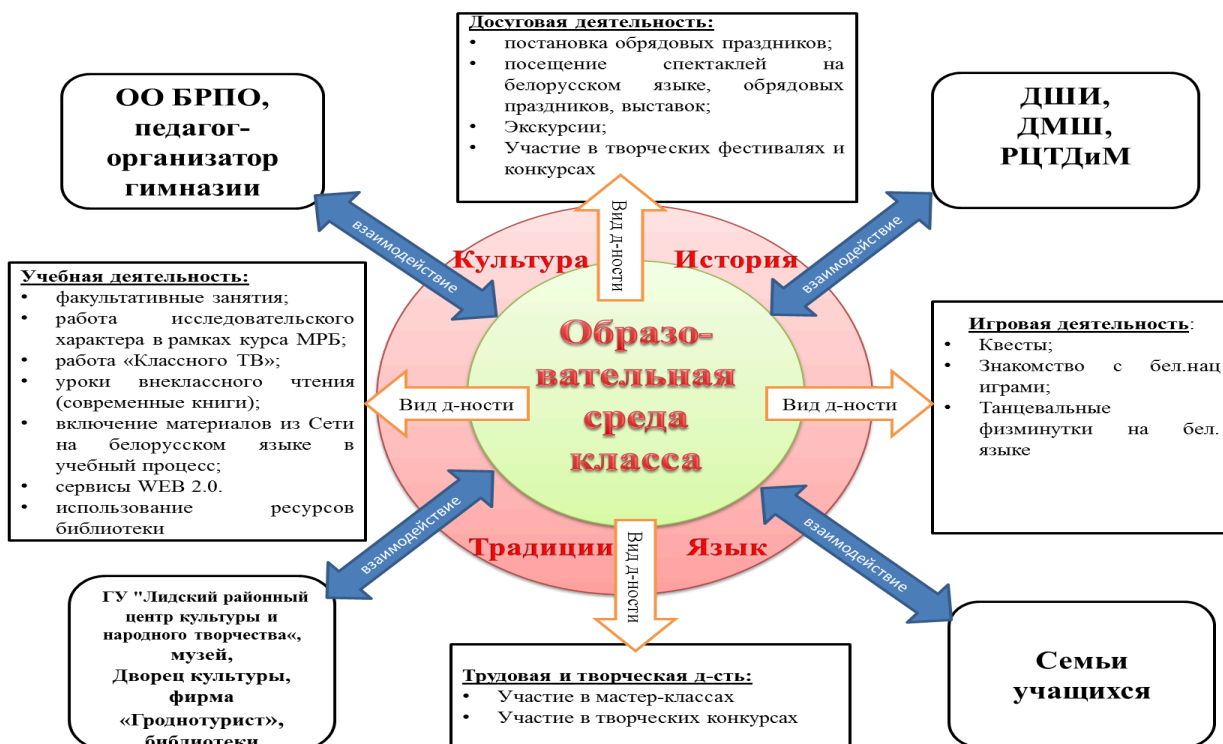 Досуговая деятельность:
• постановка обрядовых праздников;
• посещение спектаклей на
белорусском языке, обрядовых
праздников, выставок;
• Экскурсии;
• Участие в творческих фестивалях и
конкурсах
ОО БРПО,
педагог-
организатор
гимназии
ДШИ,
ДМШ,
РЦТДиМ
взаимодействие
Вид д-ности
взаимодействие
Культура
История
Учебная деятельность:
• факультативные занятия;
• работа исследовательского
характера в рамках курса МРБ;
• работа «Классного ТВ»;
• уроки внеклассного чтения
(современные книги);
• включение материалов из Сети
на белорусском языке в
учебный процесс;
• сервисы WEB 2.0.
• использование ресурсов
библиотеки
Вид д-ности
Образо-
вательная
среда
класса
Вид д-ности
Игровая деятельность:
• Квесты;
• Знакомство с бел.нац
играми;
• Танцевальные
физминутки на бел.
языке
взаимодействие
Традиции
Вид д-ности
Язык
взаимодействие
ГУ "Лидский районный
центр культуры и
народного творчества«,
музей,
Дворец культуры,
фирма
«Гроднотурист»,
библиотеки
Трудовая и творческая д-сть:
• Участие в мастер-классах
• Участие в творческих конкурсах
Семьи
учащихся